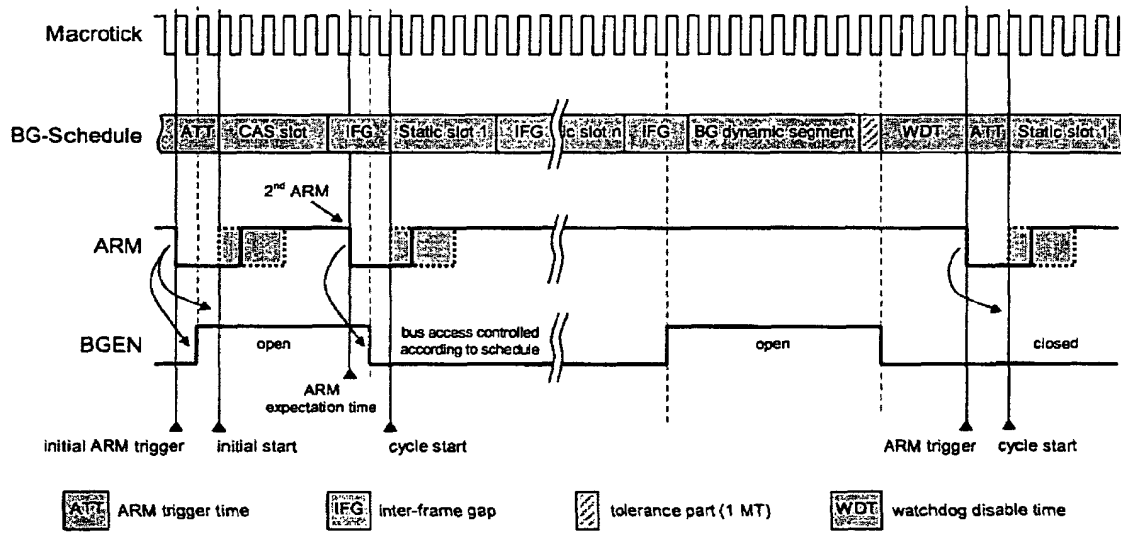 Macrotick
BG-Schedule
ATT
CAS slot
IFG
Static slot 1
IFG
ic slot n
IFG
BG dynamic segment
WDT
ATT
Static slot 1
2nd ARM
ARM
BGEN
open
bus access controlled
according to schedule
open
closed
ARM
expectation time
initial ARM trigger
initial start
cycle start
ARM trigger
cycle start
ATT ARM trigger time
IFG inter-frame gap
tolerance part (1 MT)
WDT watchdog disable time